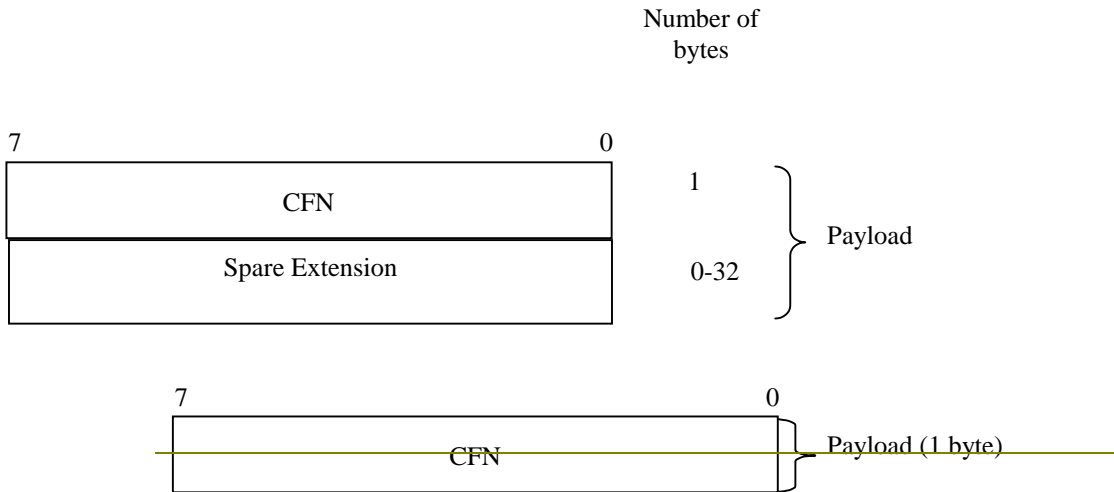 Number of
bytes
7 0
CFN 1
Payload
Spare Extension 0-32
7 0
CFN Payload (1 byte)